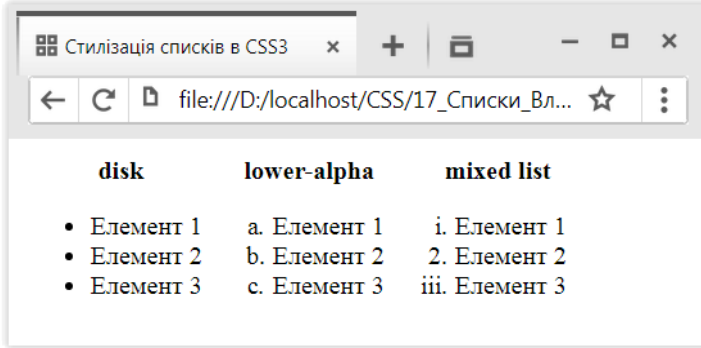 Стилізація списків в CSS3
file:///D:/localhost/CSS/17_Списки_Вл...
disk lower-alpha mixed list
• Елемент 1 a. Елемент 1 i. Елемент 1
• Елемент 2 b. Елемент 2 2. Елемент 2
• Елемент 3 c. Елемент 3 iii. Елемент 3